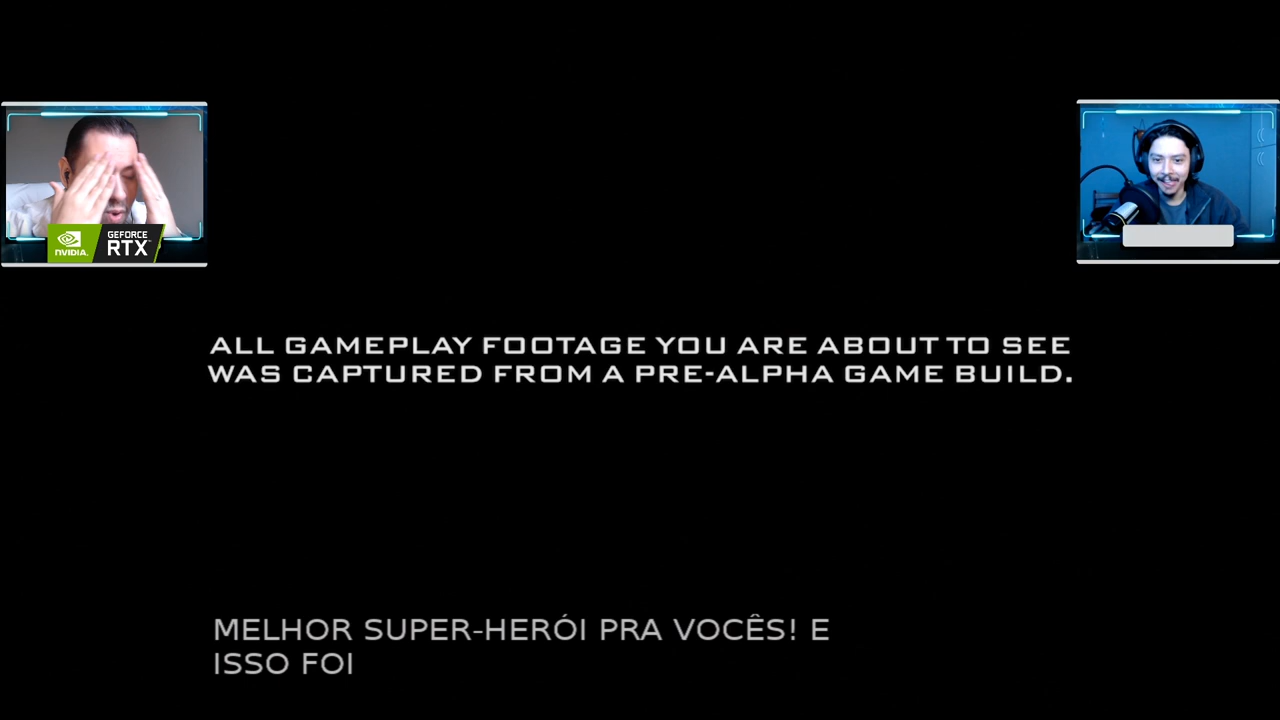 NVIDIA.
GEFORCE
RTX™
ALL GAMEPLAY FOOTAGE YOU ARE ABOUT TO SEE
WAS CAPTURED FROM A PRE-ALPHA GAME BUILD.
MELHOR SUPER-HERÓI PRA VOCÊS! E
ISSO FOI